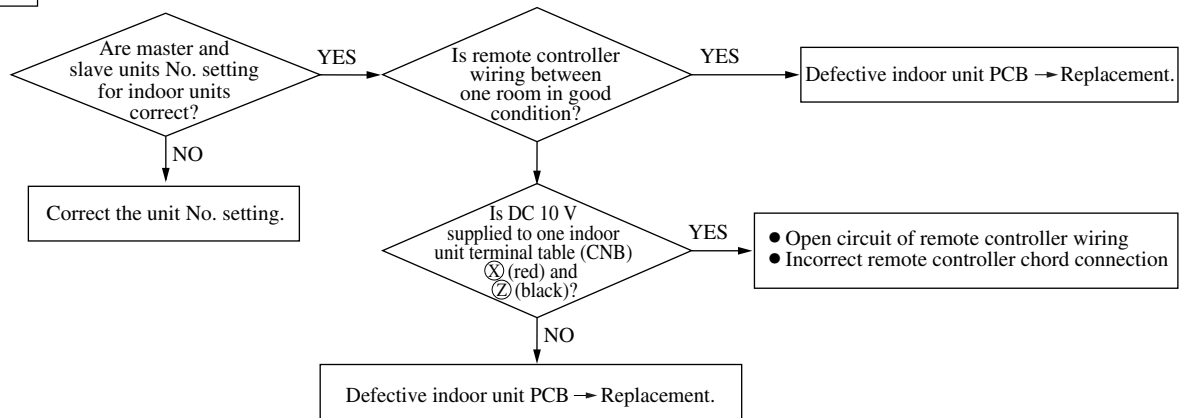 Are master and
slave units No. setting
for indoor units
correct?
YES
NO
Correct the unit No. setting.
Is remote controller
wiring between
one room in good
condition?
YES
Defective indoor unit PCB → Replacement.
Is DC 10 V
supplied to one indoor
unit terminal table (CNB)
Ⓧ (red) and
Ⓩ (black)?
YES
● Open circuit of remote controller wiring
● Incorrect remote controller chord connection
NO
Defective indoor unit PCB → Replacement.